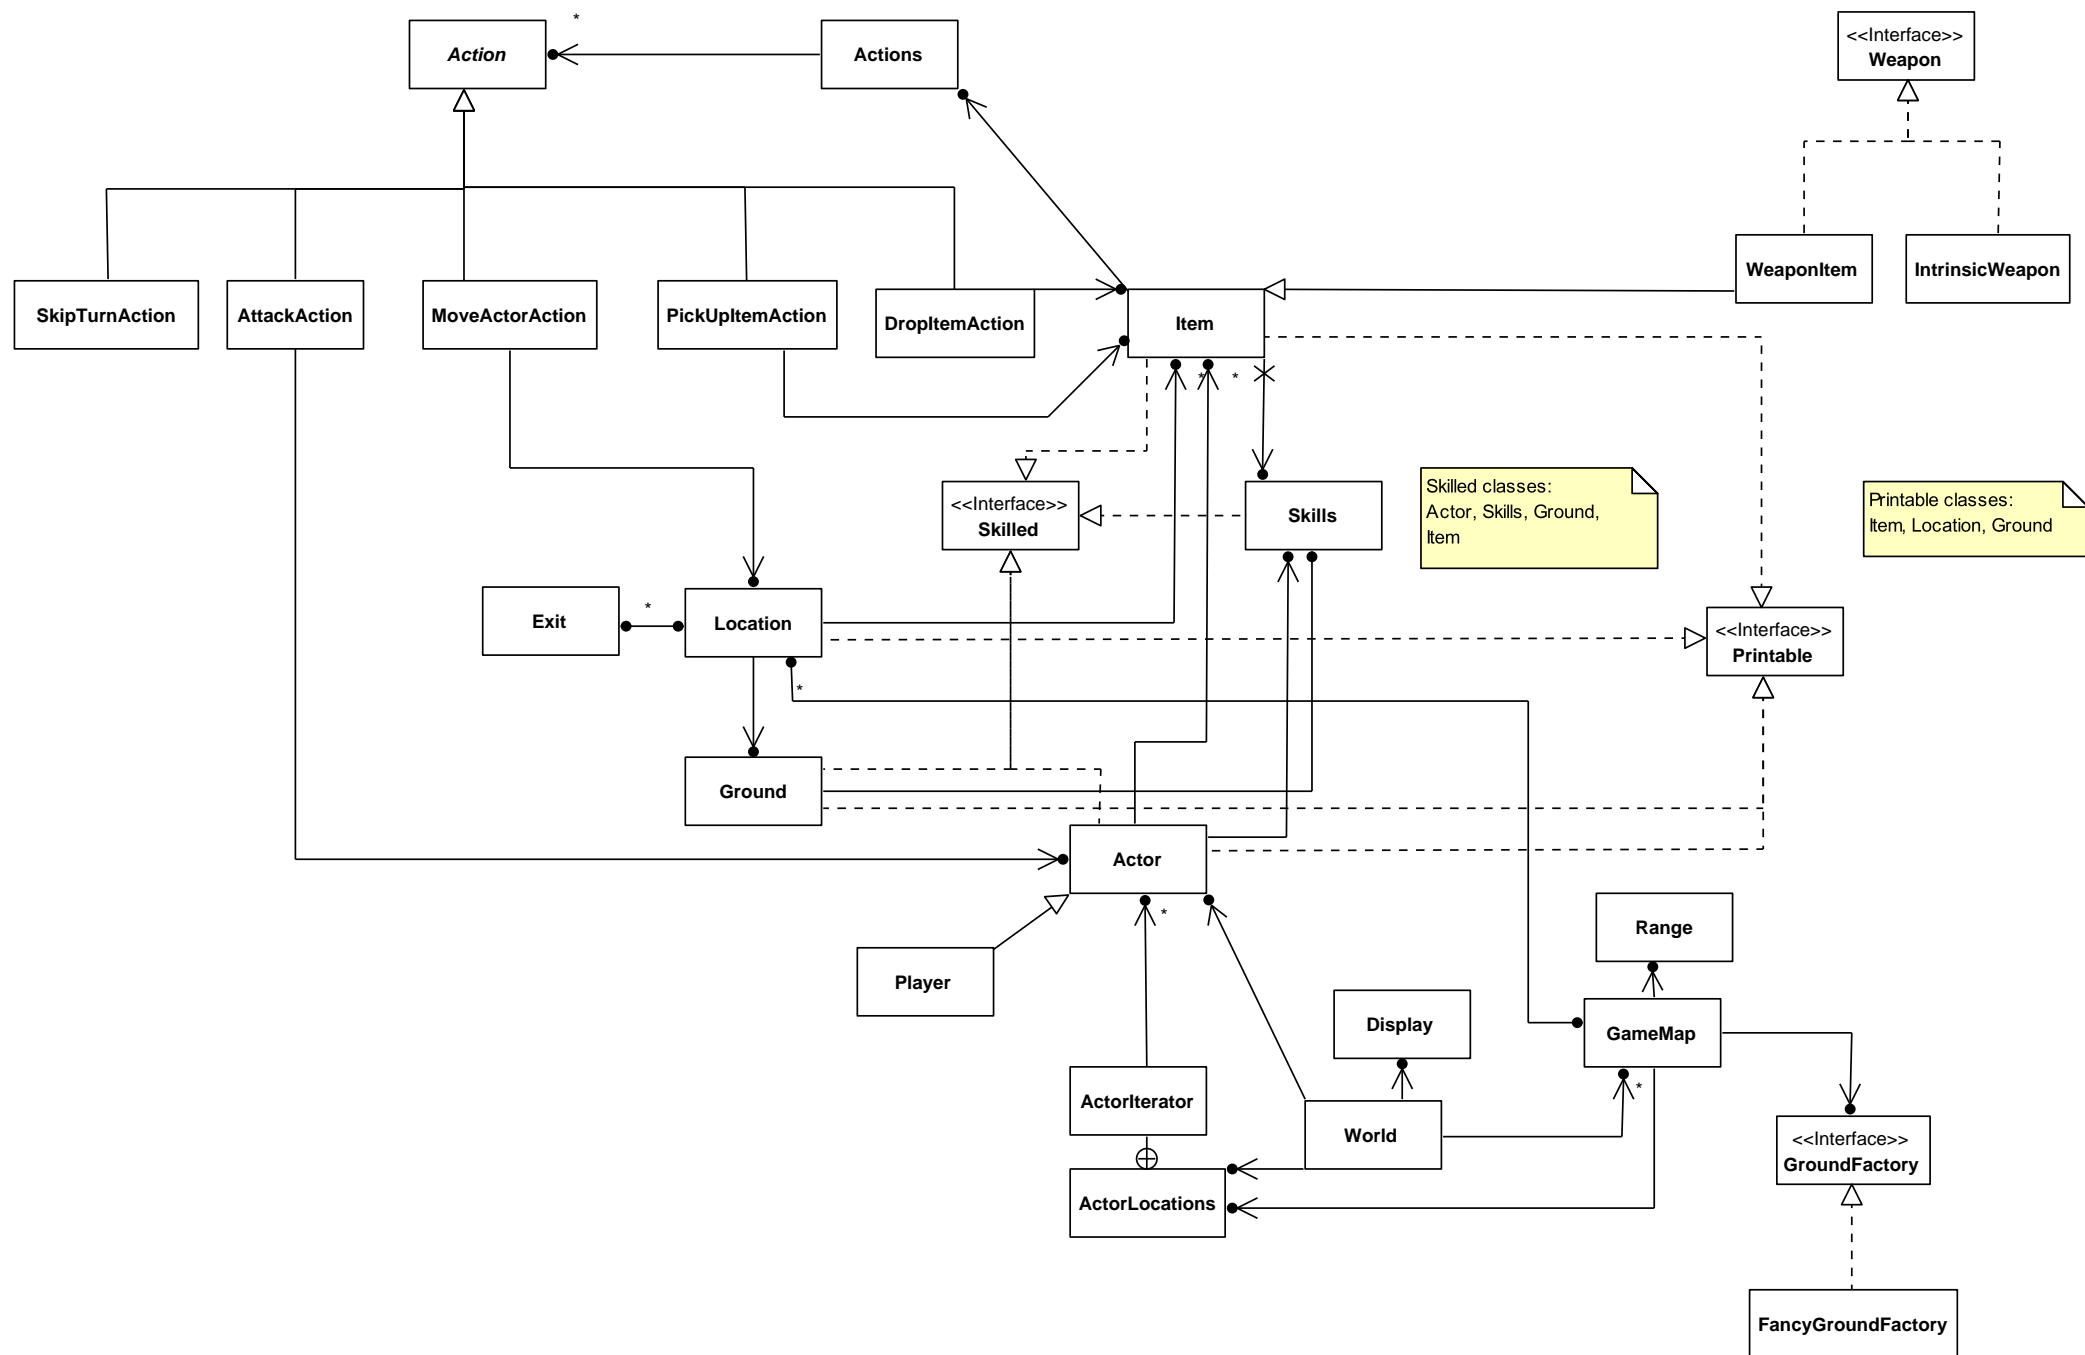 *
<<Interface>>
Weapon
Action
Actions
WeaponItem
IntrinsicWeapon
SkipTurnAction
AttackAction
MoveActorAction
PickUpItemAction
DropItemAction
Item
*
*
Skilled classes:
Actor, Skills, Ground,
Item
Printable classes:
Item, Location, Ground
<<Interface>>
Skilled
Skills
*
Exit
Location
<<Interface>>
Printable
*
Ground
Actor
*
Range
Player
Display
GameMap
*
ActorIterator
World
<<Interface>>
GroundFactory
ActorLocations
FancyGroundFactory